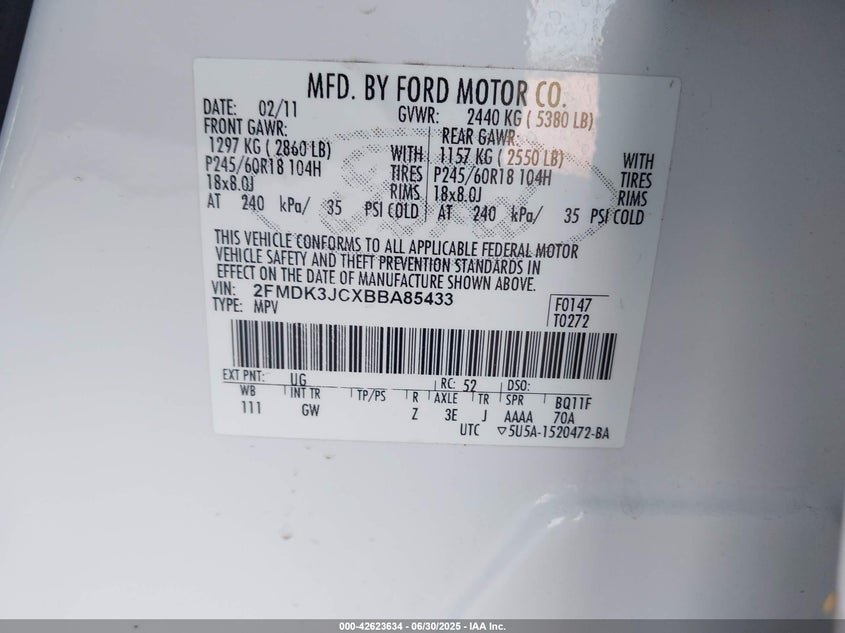 MFD. BY FORD MOTOR CO.
DATE: 02/11 GVWR: 2440 KG ( 5380 LB)
FRONT GAWR: REAR GAWR:
1297 KG ( 2860 LB) WITH 1157 KG ( 2550 LB) WITH
P245/60R18 104H TIRES P245/60R18 104H TIRES
18x8.0J RIMS 18x8.0J RIMS
AT 240 kPa/ 35 PSI COLD AT 240 kPa/ 35 PSI COLD
THIS VEHICLE CONFORMS TO ALL APPLICABLE FEDERAL MOTOR
VEHICLE SAFETY AND THEFT PREVENTION STANDARDS IN
EFFECT ON THE DATE OF MANUFACTURE SHOWN ABOVE.
VIN: 2FMDK3JCXBBA85433 F0147
TYPE: MPV T0272
EXT PNT: UG RC: 52 DSO:
WB INT TR TP/PS R AXLE TR SPR BQ1TF
111 GW Z 3E J AAAA 70A
UTC ▽5U5A-1520472-BA
000-42623634 | 06/30/2025 - IAA Inc.